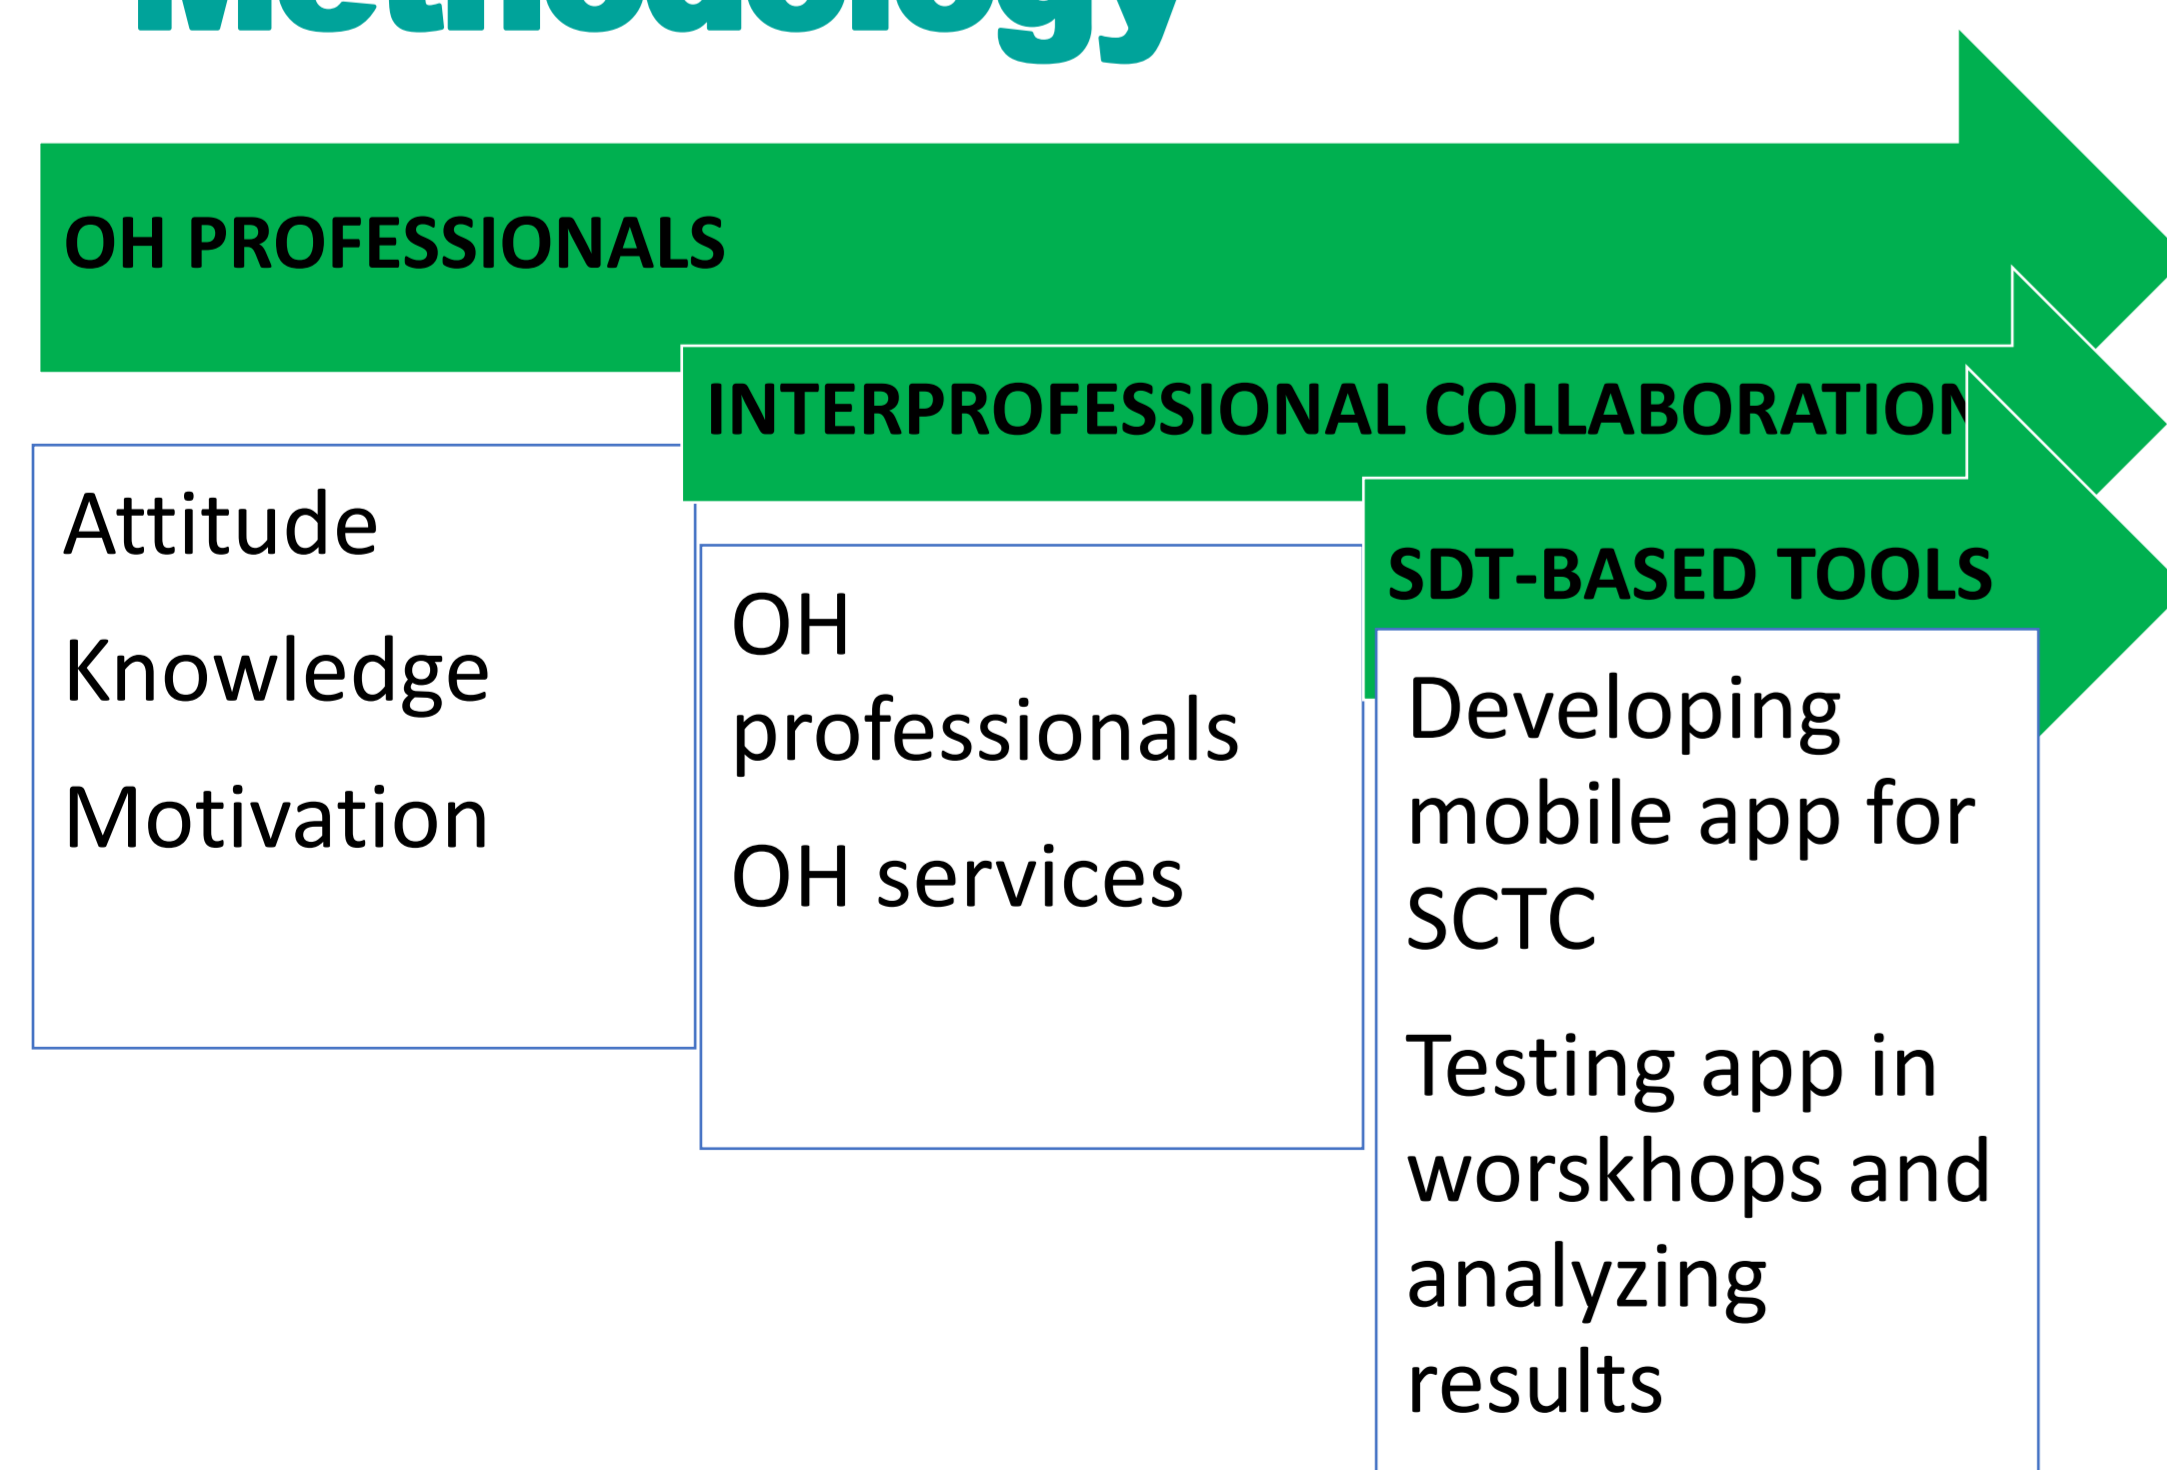 Methodology
OH PROFESSIONALS
Attitude
Knowledge
Motivation
INTERPROFESSIONAL COLLABORATION
OH
professionals
OH services
SDT-BASED TOOLS
Developing
mobile app for
SCTC
Testing app in
worskhops and
analyzing
results